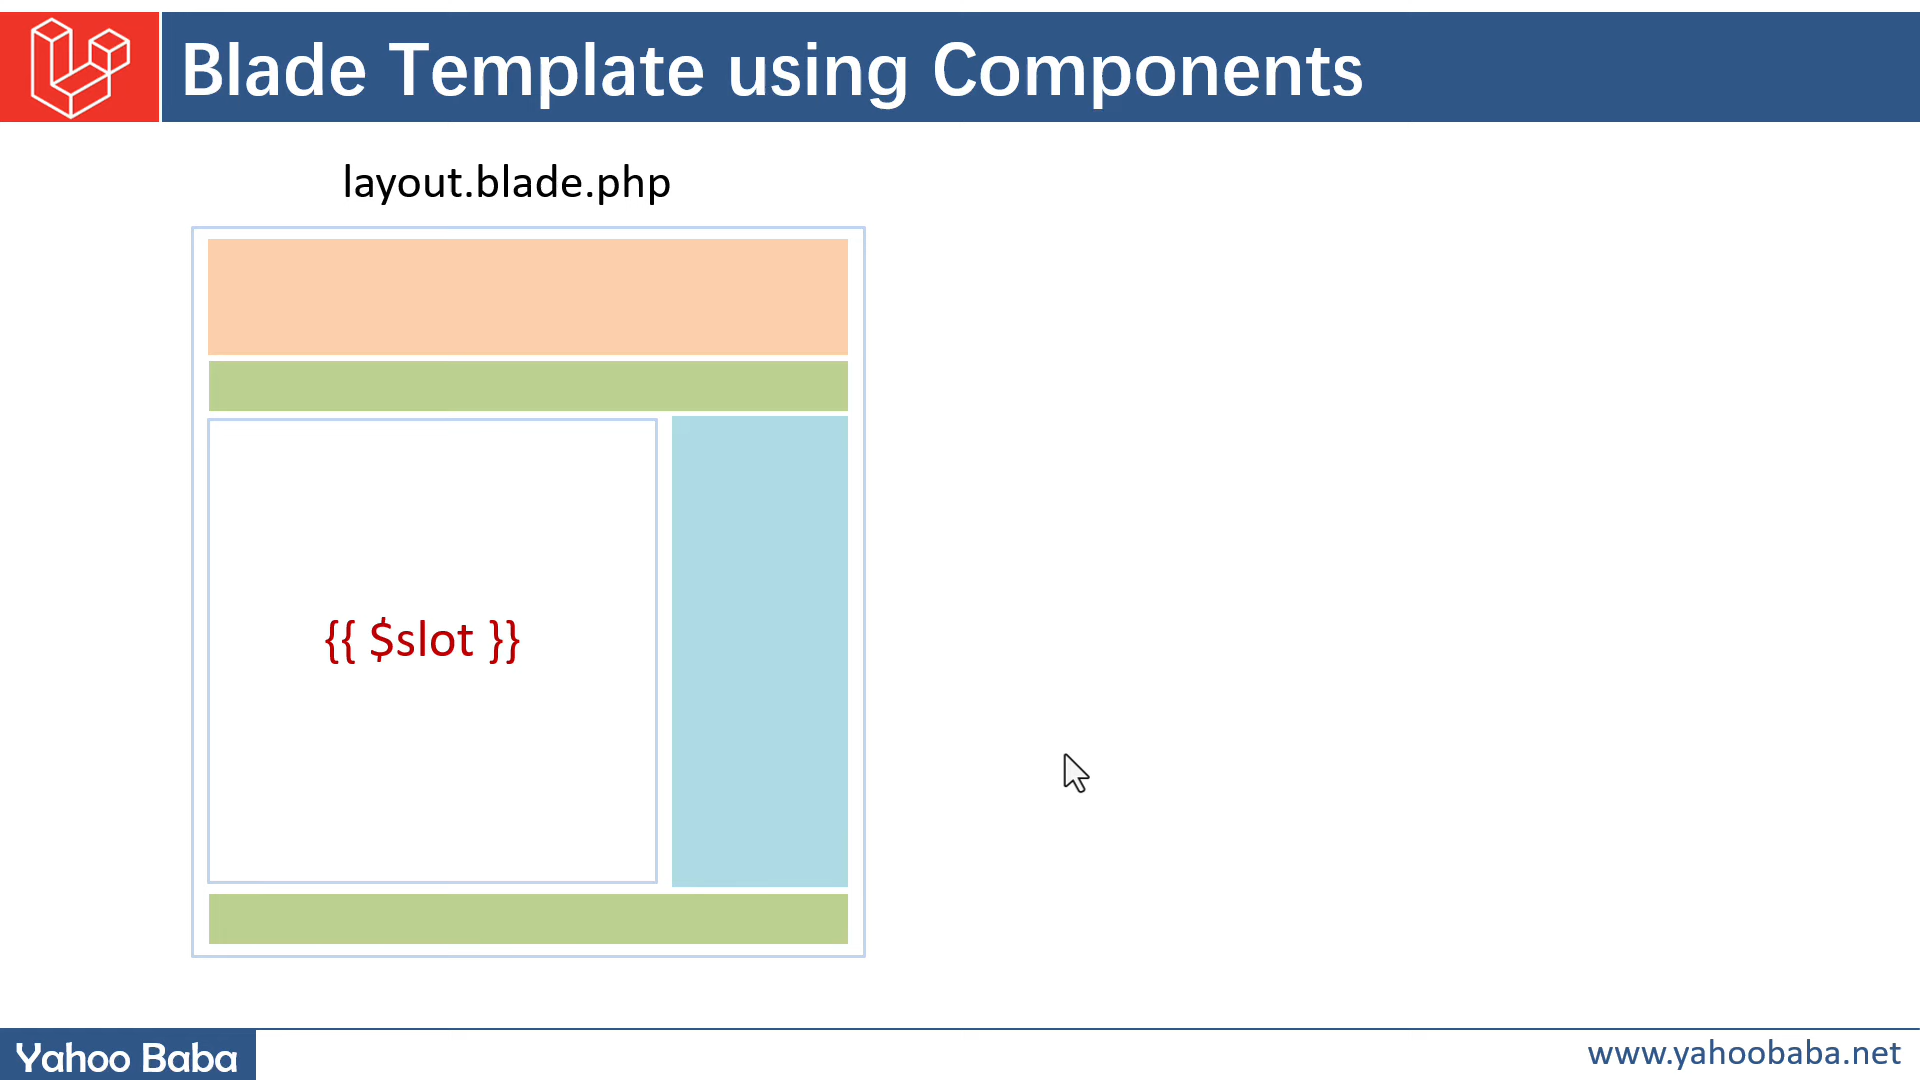 Blade Template using Components
layout.blade.php
{{ $slot }}
Yahoo Baba
www.yahoobaba.net